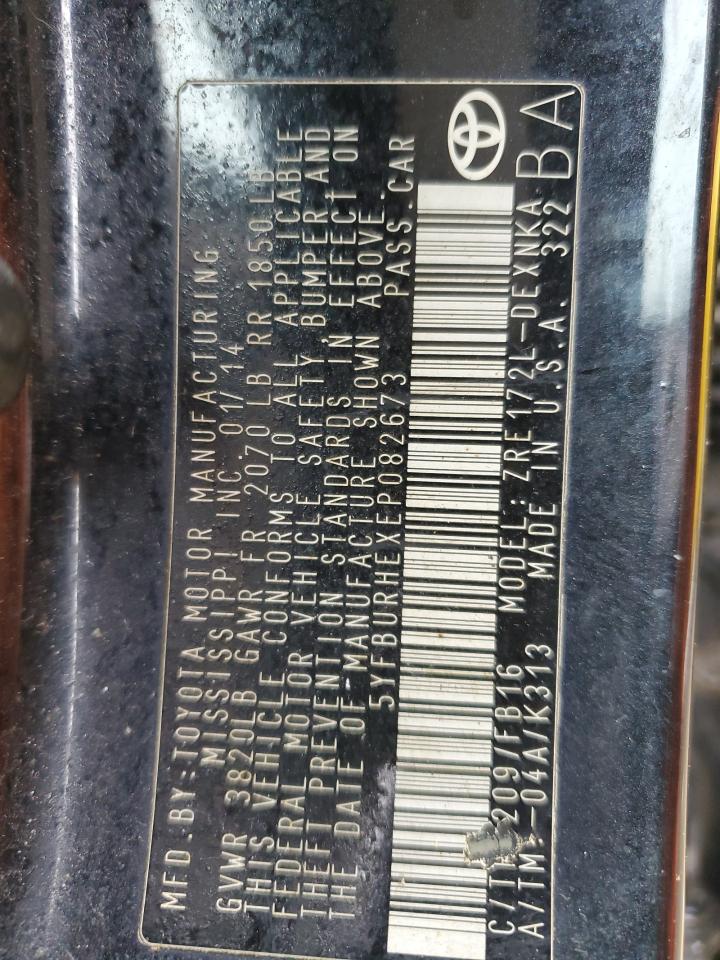 MFD.BY:TOYOTA MOTOR MANUFACTURING
MISSISSIPPI INC 01/14
GVWR 3820LB GAWR FR 2070 LB RR 1850LB
THIS VEHICLE CONFORMS TO ALL APPLICABLE
FEDERAL MOTOR VEHICLE SAFETY, BUMPER AND
THEFT PREVENTION STANDARDS IN EFFECT ON
THE DATE OF MANUFACTURE SHOWN ABOVE.
5YFBURHEXEP082673 PASS.CAR
C/T 209/FB16 MODEL:ZRE172L-DEXNKA
A/TM -04A/K313 MADE IN U.S.A. 322
BA